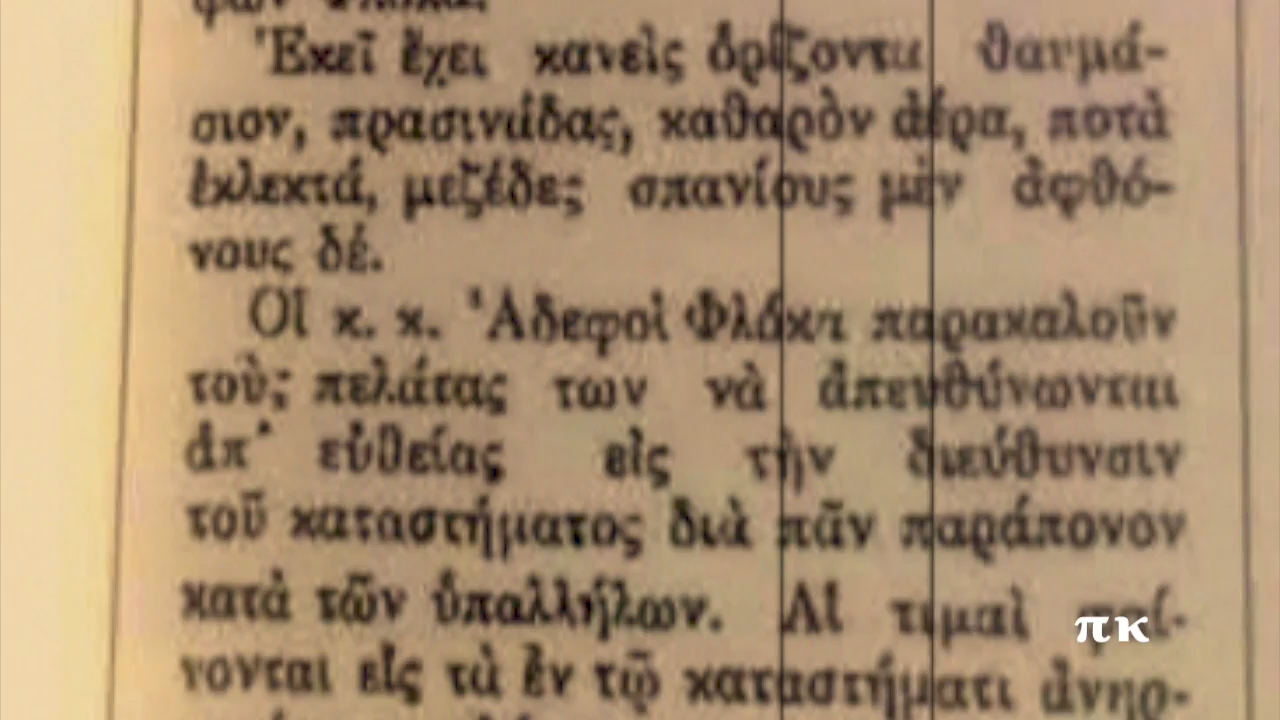 Ἐκεῖ ἔχει κανεὶς ὁρίζοντα θαυμά-
σιον, πρασινάδας, καθαρὸν ἀέρα, ποτὰ
ἐκλεκτά, μεζέδες σπανίους μὲν ἀφθό-
νους δέ.
Οἱ κ. κ. Ἀδεφοὶ Φλόκα παρακαλοῦν
τοὺς πελάτας των νὰ ἀπευθύνωνται
ἀπ' εὐθείας εἰς τὴν διεύθυνσιν
τοῦ καταστήματος διὰ πᾶν παράπονον
κατὰ τῶν ὑπαλλήλων. Αἱ τιμαὶ
πκ
νονται εἰς τὰ ἐν τῷ καταστήματι ἀνηρ-